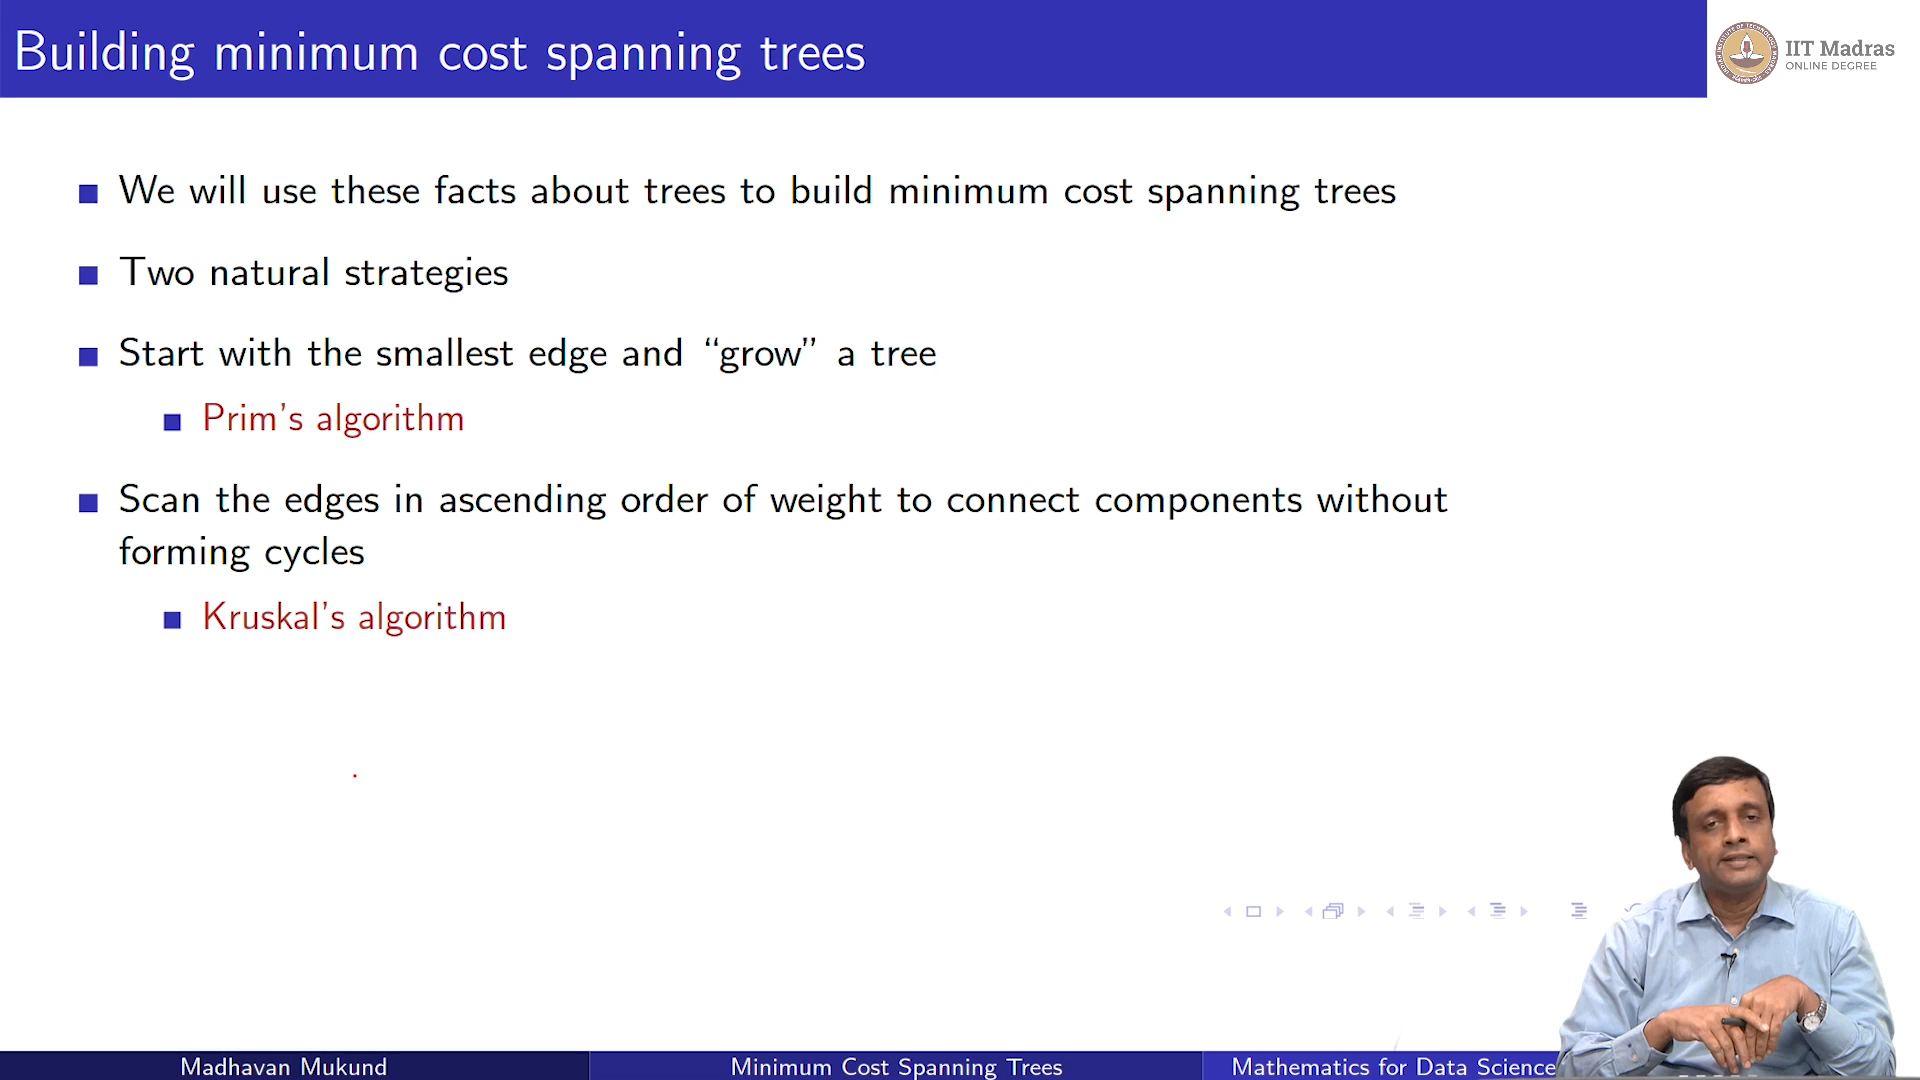 Building minimum cost spanning trees
IIT Madras
ONLINE DEGREE
We will use these facts about trees to build minimum cost spanning trees
Two natural strategies
Start with the smallest edge and “grow” a tree
Prim’s algorithm
Scan the edges in ascending order of weight to connect components without
forming cycles
Kruskal’s algorithm
Madhavan Mukund
Minimum Cost Spanning Trees
Mathematics for Data Science